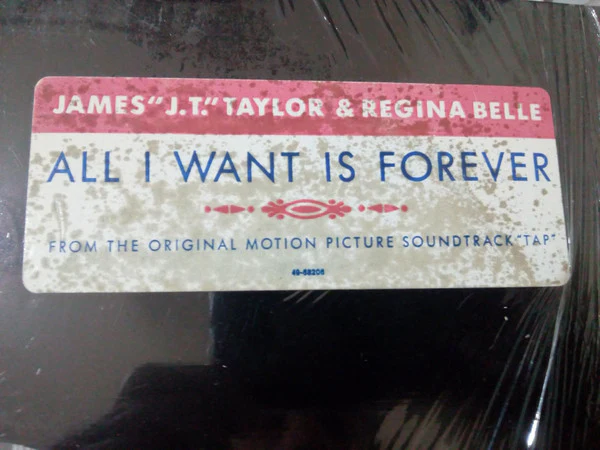 JAMES "J.T." TAYLOR & REGINA BELLE
ALL I WANT IS FOREVER
FROM THE ORIGINAL MOTION PICTURE SOUNDTRACK "TAP"
49-68206